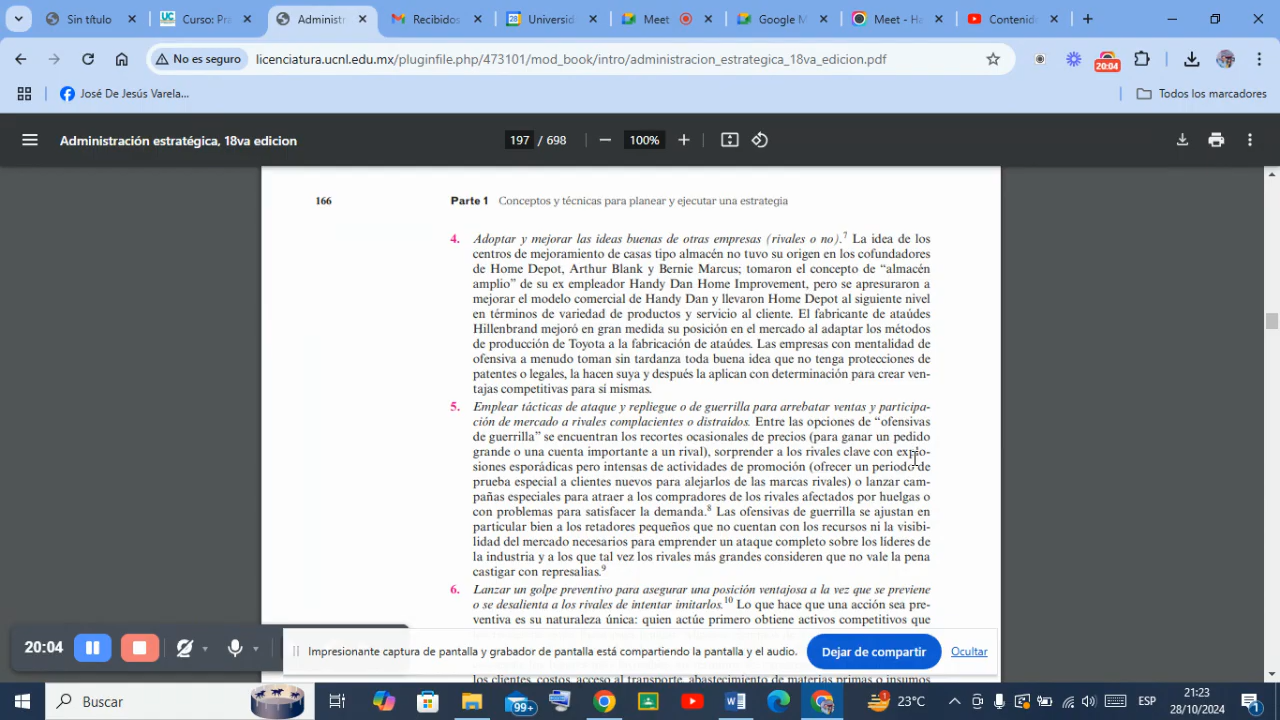 Sin título
Curso: Pra
Administr
Recibidos
Universid
Meet
Google M
Meet - Ha
Contenid
No es seguro
licenciatura.ucnl.edu.mx/pluginfile.php/473101/mod_book/intro/administracion_estrategica_18va_edicion.pdf
20:04
José De Jesús Varela...
Todos los marcadores
Administración estratégica, 18va edicion
197 / 698
100%
166
Parte 1 Conceptos y técnicas para planear y ejecutar una estrategia
4. Adoptar y mejorar las ideas buenas de otras empresas (rivales o no).7 La idea de los
centros de mejoramiento de casas tipo almacén no tuvo su origen en los cofundadores
de Home Depot, Arthur Blank y Bernie Marcus; tomaron el concepto de “almacén
amplio” de su ex empleador Handy Dan Home Improvement, pero se apresuraron a
mejorar el modelo comercial de Handy Dan y llevaron Home Depot al siguiente nivel
en términos de variedad de productos y servicio al cliente. El fabricante de ataúdes
Hillenbrand mejoró en gran medida su posición en el mercado al adaptar los métodos
de producción de Toyota a la fabricación de ataúdes. Las empresas con mentalidad de
ofensiva a menudo toman sin tardanza toda buena idea que no tenga protecciones de
patentes o legales, la hacen suya y después la aplican con determinación para crear ven-
tajas competitivas para sí mismas.
5. Emplear tácticas de ataque y repliegue o de guerrilla para arrebatar ventas y participa-
ción de mercado a rivales complacientes o distraídos. Entre las opciones de “ofensivas
de guerrilla” se encuentran los recortes ocasionales de precios (para ganar un pedido
grande o una cuenta importante a un rival), sorprender a los rivales clave con explo-
siones esporádicas pero intensas de actividades de promoción (ofrecer un periodo de
prueba especial a clientes nuevos para alejarlos de las marcas rivales) o lanzar cam-
pañas especiales para atraer a los compradores de los rivales afectados por huelgas o
con problemas para satisfacer la demanda.8 Las ofensivas de guerrilla se ajustan en
particular bien a los retadores pequeños que no cuentan con los recursos ni la visibi-
lidad del mercado necesarios para emprender un ataque completo sobre los líderes de
la industria y a los que tal vez los rivales más grandes consideren que no vale la pena
castigar con represalias.9
6. Lanzar un golpe preventivo para asegurar una posición ventajosa a la vez que se previene
o se desalienta a los rivales de intentar imitarlos.10 Lo que hace que una acción sea pre-
ventiva es su naturaleza única: quien actúe primero obtiene activos competitivos que
20:04
Impresionante captura de pantalla y grabador de pantalla está compartiendo la pantalla y el audio.
Dejar de compartir
Ocultar
los clientes, costos, acceso al transporte, abastecimiento de materias primas o insumos
Buscar
99+
1
23°C
ESP
21:23
28/10/2024